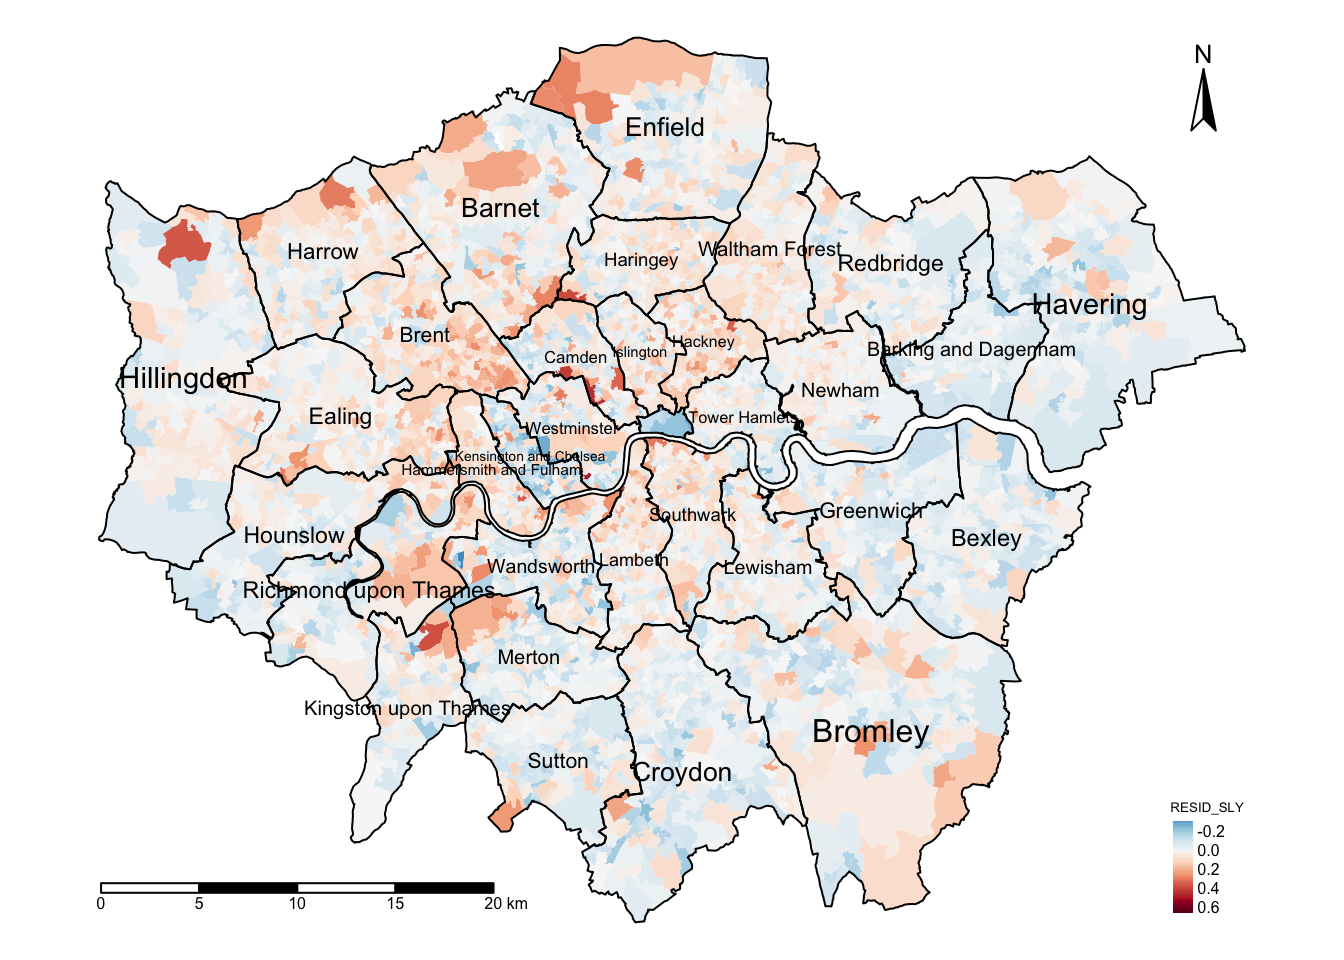 N
Enfield
Barnet
Harrow
Haringey
Waltham Forest
Redbridge
Havering
Brent
Hackney
Islington
Camden
Barking and Dagenham
Hillingdon
Newham
Ealing
Tower Hamlets
Westminster
Kensington and Chelsea
Hammersmith and Fulham
Southwark
Greenwich
Hounslow
Bexley
Lambeth
Wandsworth
Lewisham
Richmond upon Thames
Merton
Kingston upon Thames
Bromley
Sutton
Croydon
RESID_SLY
-0.2
0.0
0.2
0.4
0.6
0 5 10 15 20 km